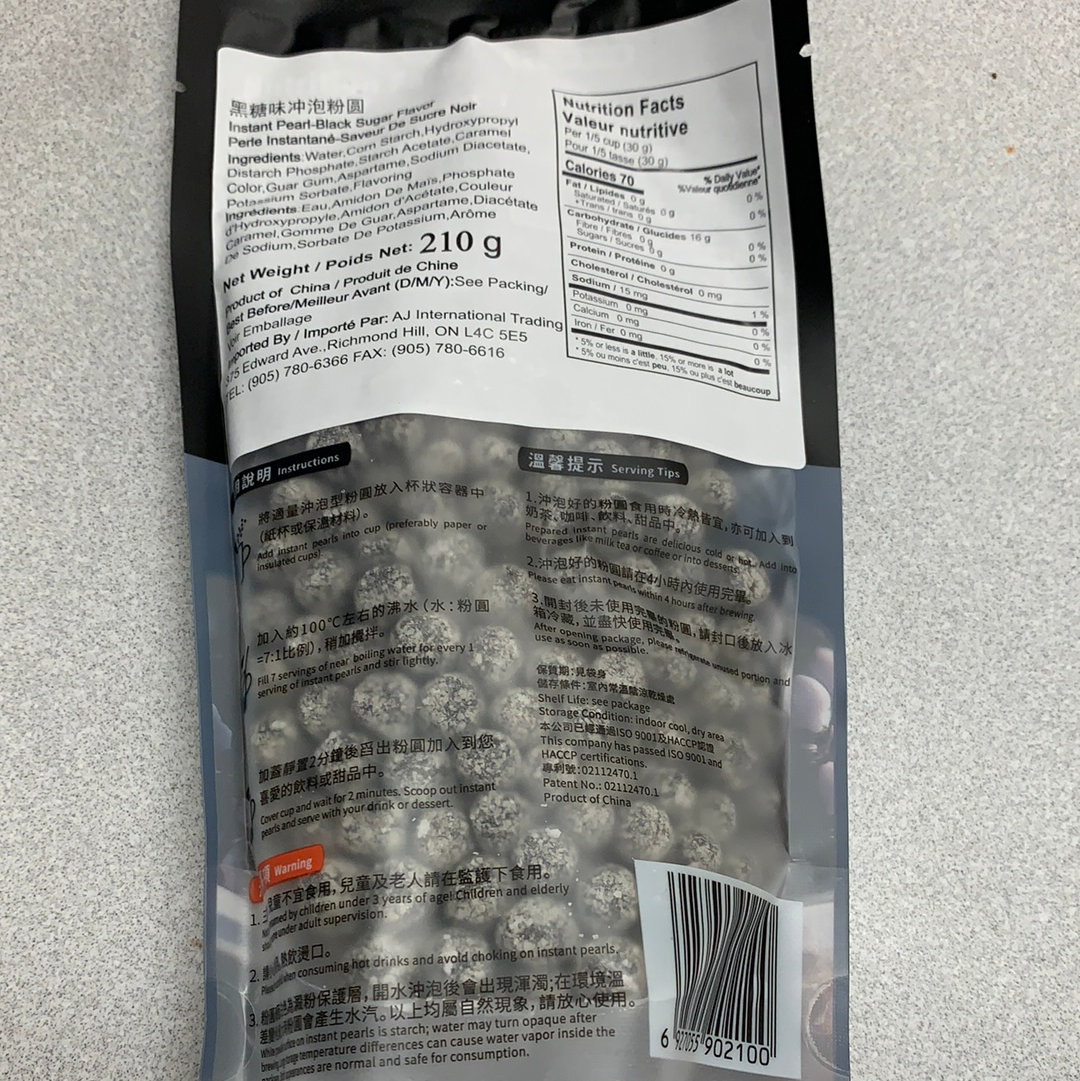 黑糖味冲泡粉圆
Instant Pearl-Black Sugar Flavor
Perle Instantané-Saveur De Sucre Noir
Ingredients:Water,Corn Starch,Hydroxypropyl
Distarch Phosphate,Starch Acetate,Caramel
Color,Guar Gum,Aspartame,Sodium Diacetate,
Potassium Sorbate,Flavoring
Ingrédients:Eau,Amidon De Maïs,Phosphate
d'Hydroxypropyle,Amidon d'Acétate,Couleur
Caramel,Gomme De Guar,Aspartame,Diacétate
De Sodium,Sorbate De Potassium,Arôme
Net Weight / Poids Net: 210 g
Product of China / Produit de Chine
Best Before/Meilleur Avant (D/M/Y):See Packing/
Voir Emballage
Imported By / Importé Par: AJ International Trading
375 Edward Ave.,Richmond Hill, ON L4C 5E5
TEL: (905) 780-6366 FAX: (905) 780-6616
Nutrition Facts
Valeur nutritive
Per 1/5 cup (30 g)
Pour 1/5 tasse (30 g)
Calories 70
% Daily Value*
%Valeur quotidienne*
Fat / Lipides 0 g 0 %
Saturated / Saturés 0 g
+Trans / trans 0 g 0 %
Carbohydrate / Glucides 16 g
Fibre / Fibres 0 g 0 %
Sugars / Sucres 0 g 0 %
Protein / Protéine 0 g
Cholesterol / Cholestérol 0 mg
Sodium / 15 mg 1 %
Potassium 0 mg 0 %
Calcium 0 mg 0 %
Iron / Fer 0 mg 0 %
* 5% or less is a little, 15% or more is a lot
* 5% ou moins c'est peu, 15% ou plus c'est beaucoup
說明 Instructions
將適量沖泡型粉圓放入杯狀容器中
(紙杯或保溫材料)。
Add instant pearls into cup (preferably paper or
insulated cups)
加入約100℃左右的沸水(水:粉圓
=7:1比例),稍加攪拌。
Fill 7 servings of near boiling water for every 1
serving of instant pearls and stir lightly.
加蓋靜置2分鐘後舀出粉圓加入到您
喜愛的飲料或甜品中。
Cover cup and wait for 2 minutes. Scoop out instant
pearls and serve with your drink or dessert.
溫馨提示 Serving Tips
1.沖泡好的粉圓食用時冷熱皆宜,亦可加入到
奶茶、咖啡、飲料、甜品中。
Prepared instant pearls are delicious cold or hot. Add into
beverages like milk tea or coffee or into desserts.
2.沖泡好的粉圓請在4小時內使用完畢。
Please eat instant pearls within 4 hours after brewing.
3.開封後未使用完畢的粉圓,請封口後放入冰
箱冷藏,並盡快使用完畢。
After opening package, please refrigerate unused portion and
use as soon as possible.
保質期:見袋身
儲存條件:室內常溫陰涼乾燥處
Shelf Life: see package
Storage Condition: indoor cool, dry area
本公司已經通過ISO 9001及HACCP認證
This company has passed ISO 9001 and
HACCP certifications.
專利號:02112470.1
Patent No.: 02112470.1
Product of China
項 Warning
1. 兒童不宜食用,兒童及老人請在監護下食用。
by children under 3 years of age! Children and elderly
under adult supervision.
2. 熱飲燙口。
when consuming hot drinks and avoid choking on instant pearls.
3. 粉保護層,開水沖泡後會出現渾濁;在環境溫
粉圓會產生水汽。以上均屬自然現象,請放心使用。
on instant pearls is starch; water may turn opaque after
temperature differences can cause water vapor inside the
are normal and safe for consumption.
6 927055 902100